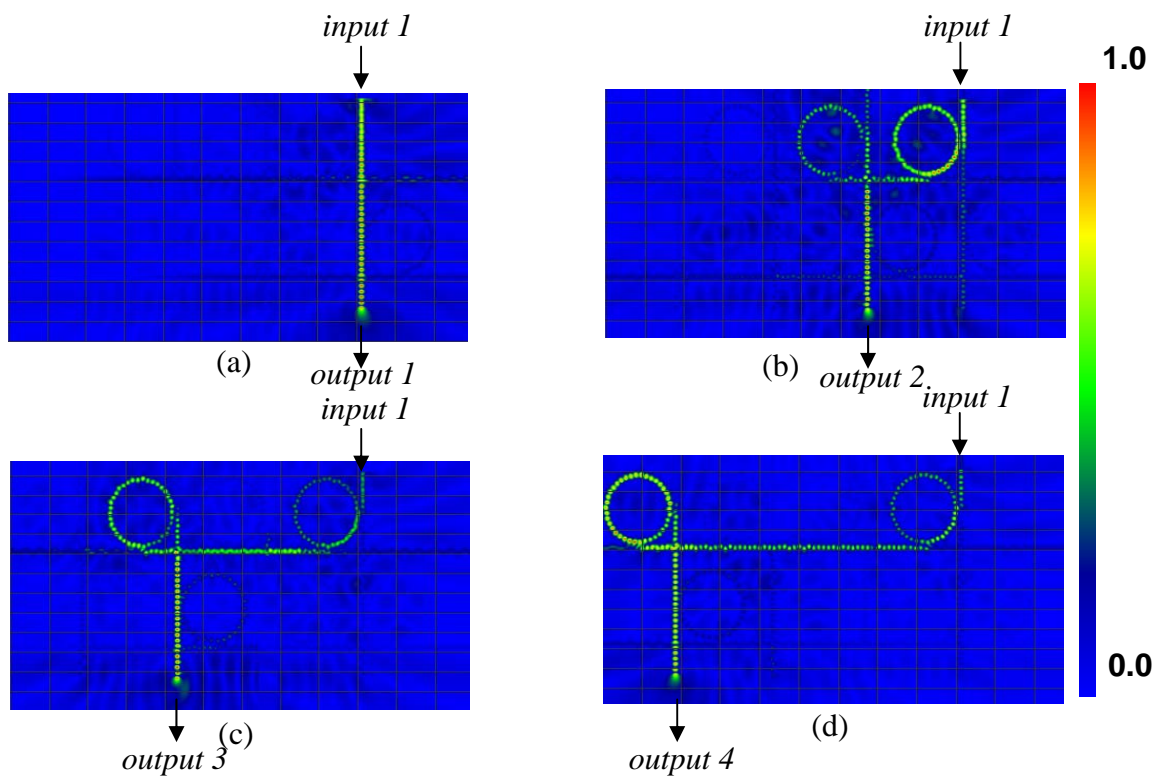 input 1
input 1
1.0
(a)
(b)
output 1
output 2
input 1
input 1
0.0
(c)
(d)
output 3
output 4